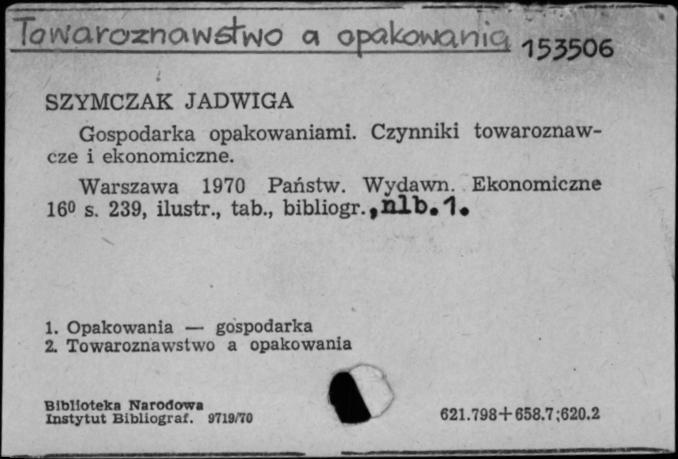 Towaroznawstwo a opakowania 153506
SZYMCZAK JADWIGA
Gospodarka opakowaniami. Czynniki towaroznaw-
cze i ekonomiczne.
Warszawa 1970 Państw. Wydawn. Ekonomiczne
16⁰ s. 239, ilustr., tab., bibliogr., nlb. 1.
1. Opakowania — gospodarka
2. Towaroznawstwo a opakowania
Biblioteka Narodowa
Instytut Bibliograf. 9719/70
621.798+658.7;620.2